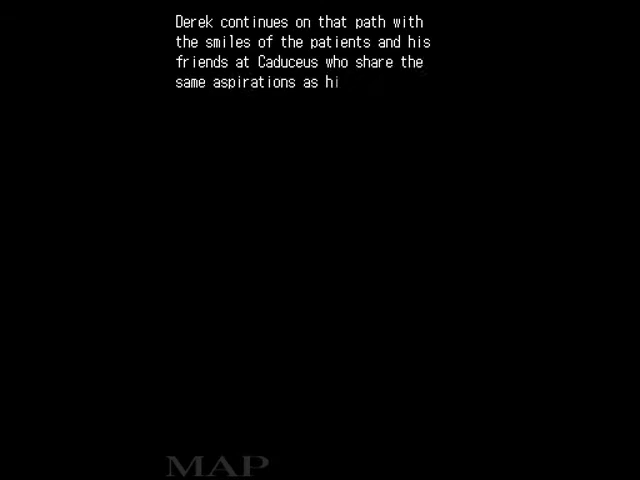 Derek continues on that path with
the smiles of the patients and his
friends at Caduceus who share the
same aspirations as hi
MAP